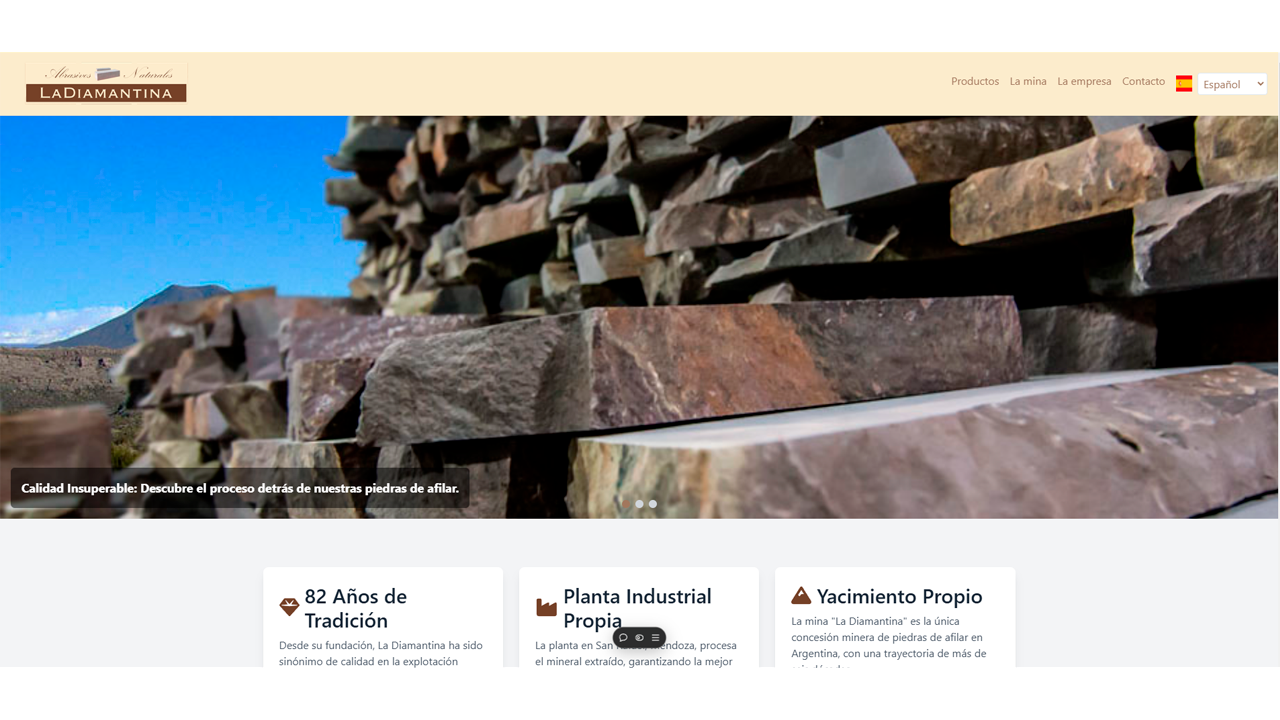 Abrasivos Naturales
LADIAMANTINA
Productos
La mina
La empresa
Contacto
Español
Calidad Insuperable: Descubre el proceso detrás de nuestras piedras de afilar.
82 Años de
Tradición
Desde su fundación, La Diamantina ha sido
sinónimo de calidad en la explotación
Planta Industrial
Propia
La planta en San Mendoza, procesa
el mineral extraído, garantizando la mejor
Yacimiento Propio
La mina "La Diamantina" es la única
concesión minera de piedras de afilar en
Argentina, con una trayectoria de más de